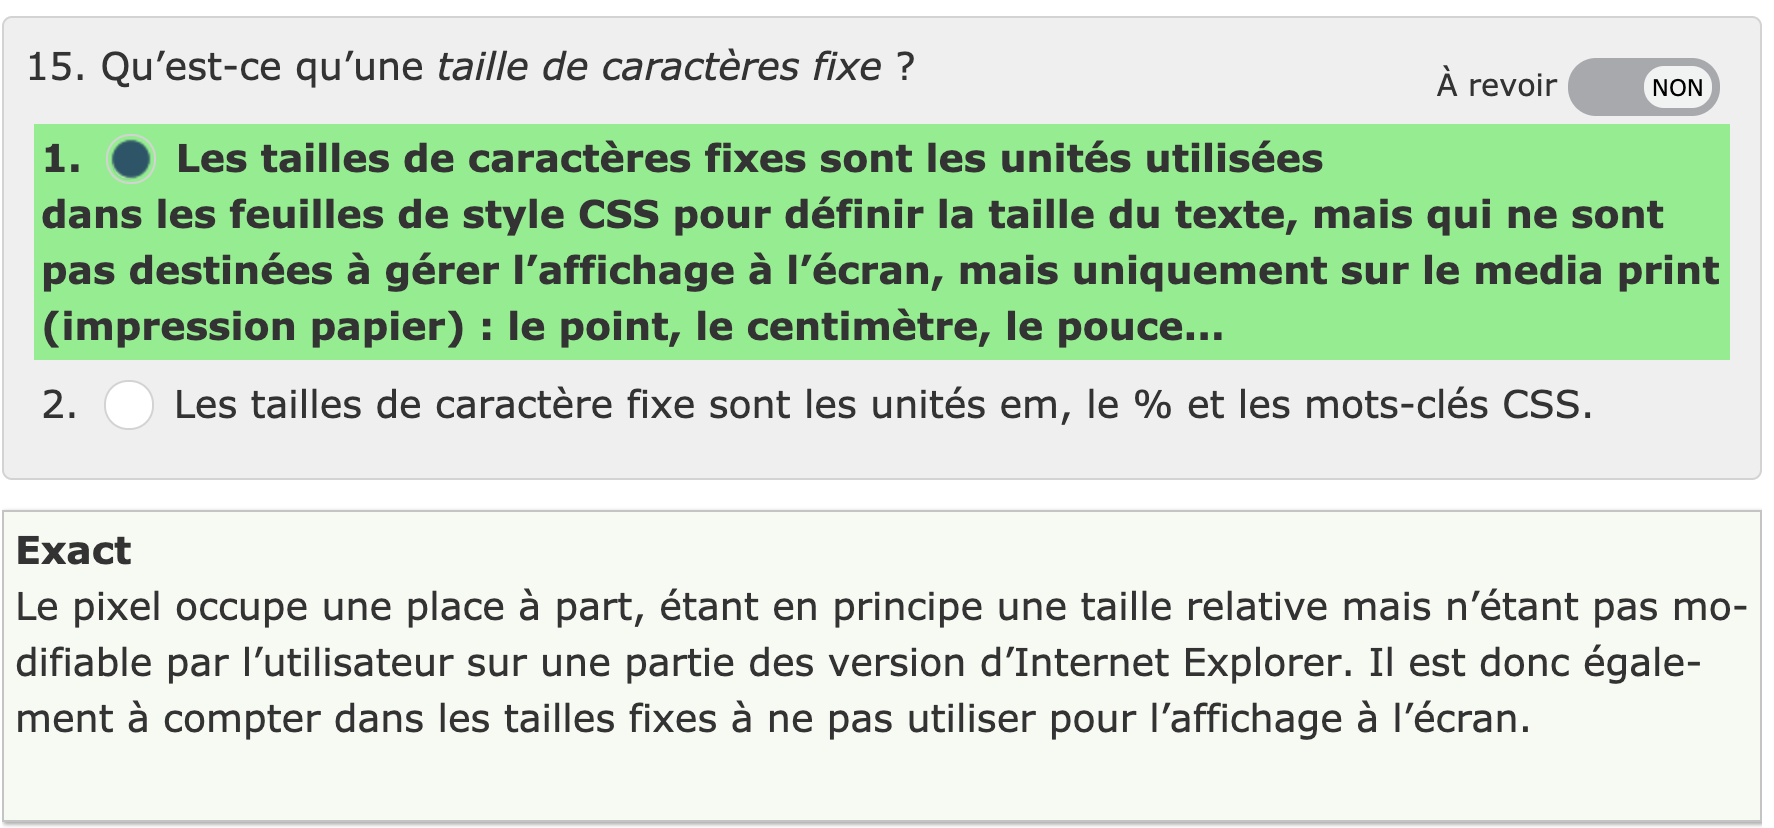 15. Qu’est-ce qu’une taille de caractères fixe ?
À revoir NON
1. Les tailles de caractères fixes sont les unités utilisées
dans les feuilles de style CSS pour définir la taille du texte, mais qui ne sont
pas destinées à gérer l’affichage à l’écran, mais uniquement sur le media print
(impression papier) : le point, le centimètre, le pouce...
2. Les tailles de caractère fixe sont les unités em, le % et les mots-clés CSS.
Exact
Le pixel occupe une place à part, étant en principe une taille relative mais n’étant pas mo-
difiable par l’utilisateur sur une partie des version d’Internet Explorer. Il est donc égale-
ment à compter dans les tailles fixes à ne pas utiliser pour l’affichage à l’écran.